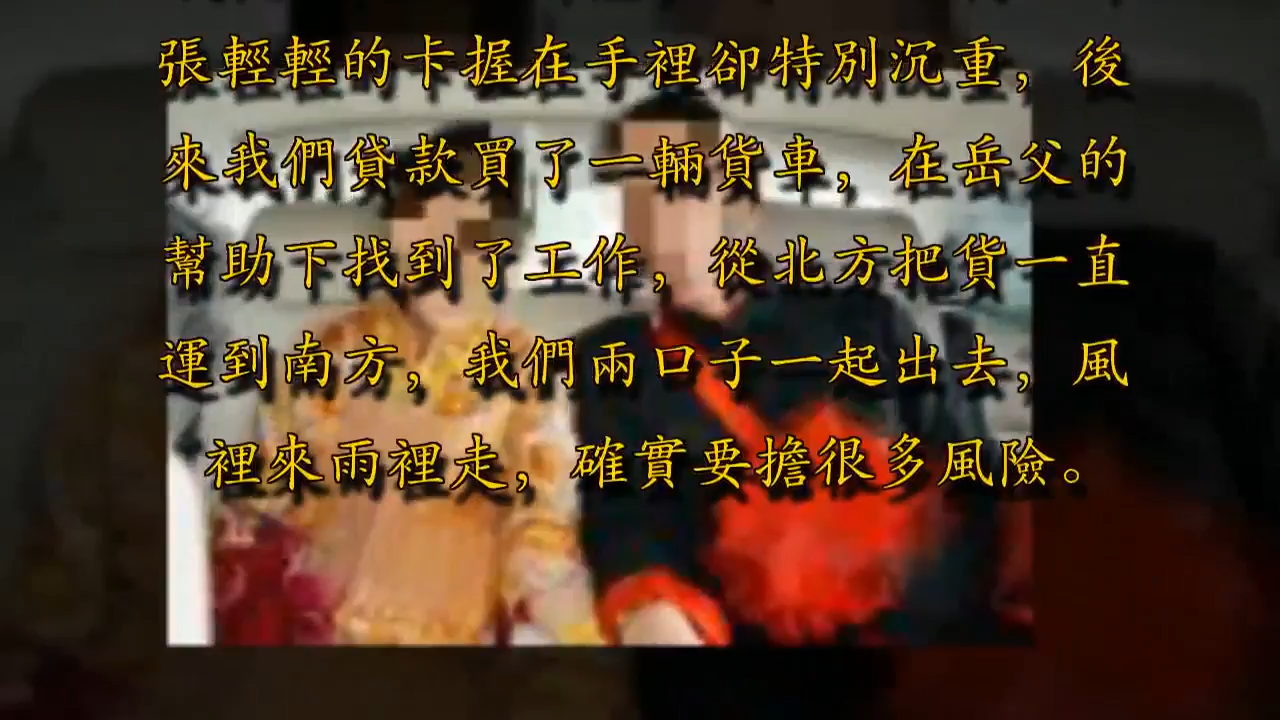 張輕輕的卡握在手裡卻特別沉重，後
來我們貸款買了一輛貨車，在岳父的
幫助下找到了工作，從北方把貨一直
運到南方，我們兩口子一起出去，風
裡來雨裡走，確實要擔很多風險。